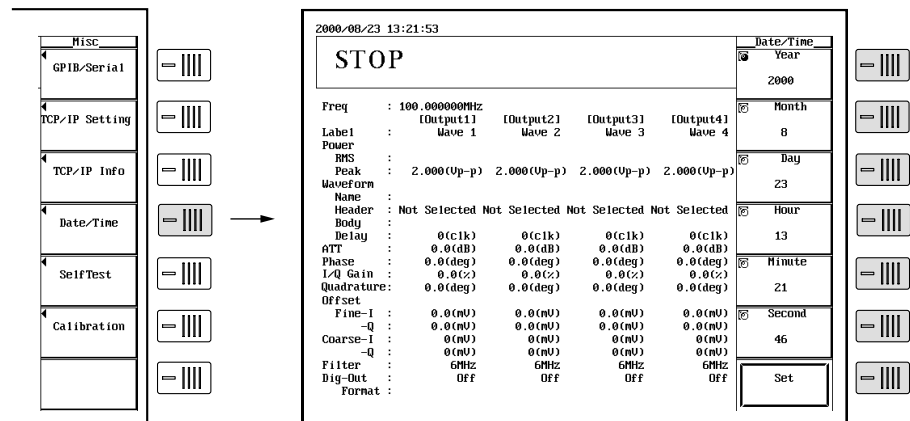 Misc
GPIB/Serial
TCP/IP Setting
TCP/IP Info
Date/Time
SelfTest
Calibration
2000/08/23 13:21:53
STOP
Freq : 100.000000MHz
[Output1] [Output2] [Output3] [Output4]
Label : Wave 1 Wave 2 Wave 3 Wave 4
Power
RMS :
Peak : 2.000(Vp-p) 2.000(Vp-p) 2.000(Vp-p) 2.000(Vp-p)
Waveform
Name :
Header : Not Selected Not Selected Not Selected Not Selected
Body :
Delay : 0(clk) 0(clk) 0(clk) 0(clk)
ATT : 0.0(dB) 0.0(dB) 0.0(dB) 0.0(dB)
Phase : 0.0(deg) 0.0(deg) 0.0(deg) 0.0(deg)
I/Q Gain : 0.0(%) 0.0(%) 0.0(%) 0.0(%)
Quadrature: 0.0(deg) 0.0(deg) 0.0(deg) 0.0(deg)
Offset
Fine-I : 0.0(mV) 0.0(mV) 0.0(mV) 0.0(mV)
-Q : 0.0(mV) 0.0(mV) 0.0(mV) 0.0(mV)
Coarse-I : 0(mV) 0(mV) 0(mV) 0(mV)
-Q : 0(mV) 0(mV) 0(mV) 0(mV)
Filter : 6MHz 6MHz 6MHz 6MHz
Dig-Out : Off Off Off Off
Format :
Date/Time
Year
2000
Month
8
Day
23
Hour
13
Minute
21
Second
46
Set